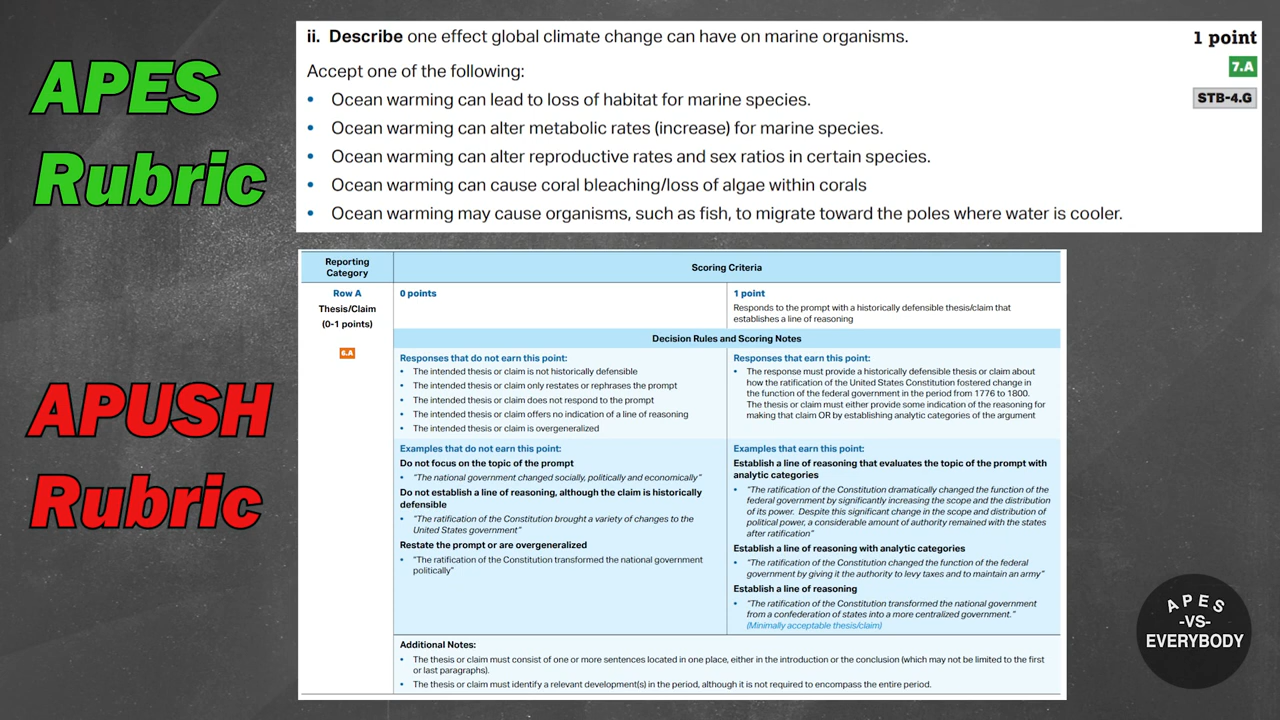 APES
Rubric
ii. Describe one effect global climate change can have on marine organisms.
1 point
Accept one of the following:
7.A
• Ocean warming can lead to loss of habitat for marine species.
STB-4.G
• Ocean warming can alter metabolic rates (increase) for marine species.
• Ocean warming can alter reproductive rates and sex ratios in certain species.
• Ocean warming can cause coral bleaching/loss of algae within corals
• Ocean warming may cause organisms, such as fish, to migrate toward the poles where water is cooler.
APUSH
Rubric
Reporting
Category
Scoring Criteria
Row A
Thesis/Claim
(0-1 points)
6.A
0 points
1 point
Responds to the prompt with a historically defensible thesis/claim that
establishes a line of reasoning
Decision Rules and Scoring Notes
Responses that do not earn this point:
• The intended thesis or claim is not historically defensible
• The intended thesis or claim only restates or rephrases the prompt
• The intended thesis or claim does not respond to the prompt
• The intended thesis or claim offers no indication of a line of reasoning
• The intended thesis or claim is overgeneralized
Responses that earn this point:
• The response must provide a historically defensible thesis or claim about
how the ratification of the United States Constitution fostered change in
the function of the federal government in the period from 1776 to 1800.
The thesis or claim must either provide some indication of the reasoning for
making that claim OR by establishing analytic categories of the argument
Examples that do not earn this point:
Do not focus on the topic of the prompt
• "The national government changed socially, politically and economically"
Do not establish a line of reasoning, although the claim is historically
defensible
• "The ratification of the Constitution brought a variety of changes to the
United States government"
Restate the prompt or are overgeneralized
• "The ratification of the Constitution transformed the national government
politically"
Examples that earn this point:
Establish a line of reasoning that evaluates the topic of the prompt with
analytic categories
• "The ratification of the Constitution dramatically changed the function of the
federal government by significantly increasing the scope and the distribution
of its power. Despite this significant change in the scope and distribution of
political power, a considerable amount of authority remained with the states
after ratification"
Establish a line of reasoning with analytic categories
• "The ratification of the Constitution changed the function of the federal
government by giving it the authority to levy taxes and to maintain an army"
Establish a line of reasoning
• "The ratification of the Constitution transformed the national government
from a confederation of states into a more centralized government."
(Minimally acceptable thesis/claim)
Additional Notes:
• The thesis or claim must consist of one or more sentences located in one place, either in the introduction or the conclusion (which may not be limited to the first
or last paragraphs).
• The thesis or claim must identify a relevant development(s) in the period, although it is not required to encompass the entire period.
APES
-VS-
EVERYBODY